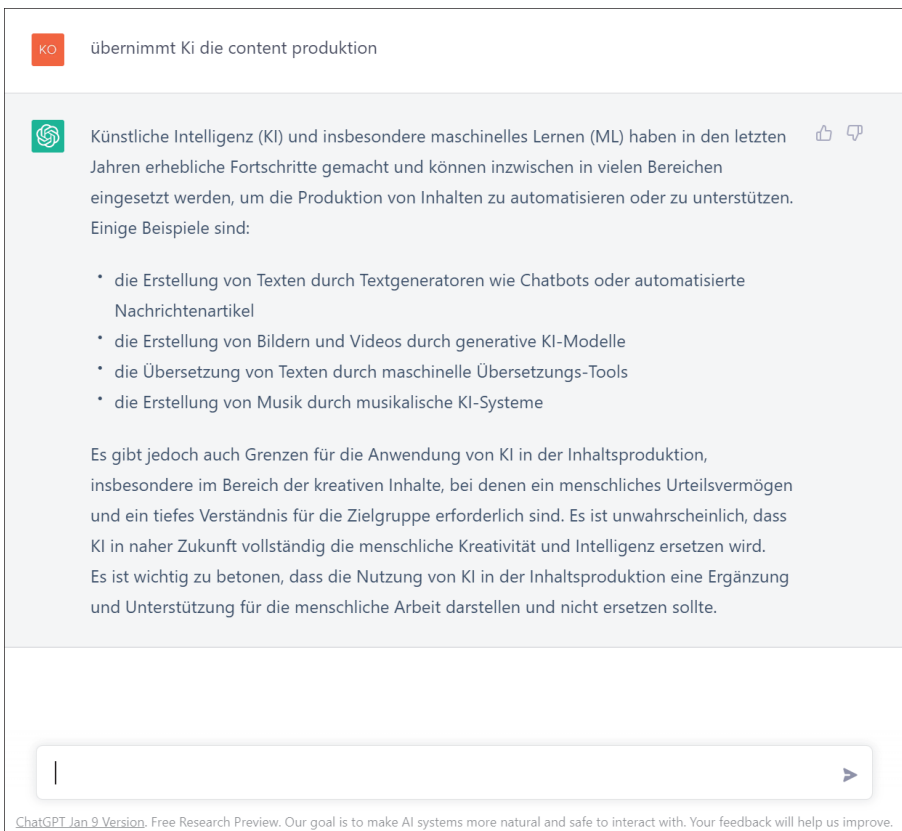 KO
übernimmt Ki die content produktion
Künstliche Intelligenz (KI) und insbesondere maschinelles Lernen (ML) haben in den letzten
Jahren erhebliche Fortschritte gemacht und können inzwischen in vielen Bereichen
eingesetzt werden, um die Produktion von Inhalten zu automatisieren oder zu unterstützen.
Einige Beispiele sind:
• die Erstellung von Texten durch Textgeneratoren wie Chatbots oder automatisierte
Nachrichtenartikel
• die Erstellung von Bildern und Videos durch generative KI-Modelle
• die Übersetzung von Texten durch maschinelle Übersetzungs-Tools
• die Erstellung von Musik durch musikalische KI-Systeme
Es gibt jedoch auch Grenzen für die Anwendung von KI in der Inhaltsproduktion,
insbesondere im Bereich der kreativen Inhalte, bei denen ein menschliches Urteilsvermögen
und ein tiefes Verständnis für die Zielgruppe erforderlich sind. Es ist unwahrscheinlich, dass
KI in naher Zukunft vollständig die menschliche Kreativität und Intelligenz ersetzen wird.
Es ist wichtig zu betonen, dass die Nutzung von KI in der Inhaltsproduktion eine Ergänzung
und Unterstützung für die menschliche Arbeit darstellen und nicht ersetzen sollte.
ChatGPT Jan 9 Version. Free Research Preview. Our goal is to make AI systems more natural and safe to interact with. Your feedback will help us improve.